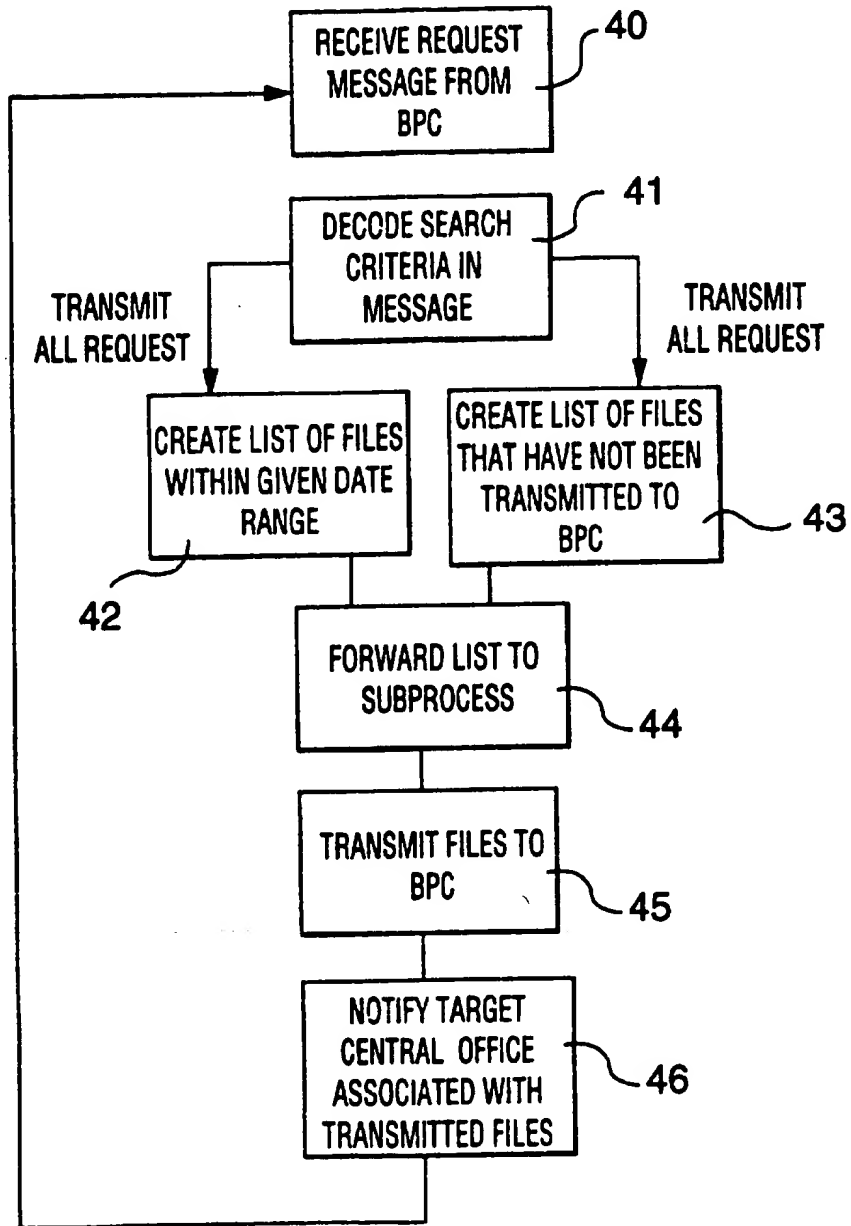 RECEIVE REQUEST
MESSAGE FROM
BPC
40
DECODE SEARCH
CRITERIA IN
MESSAGE
41
TRANSMIT
ALL REQUEST
TRANSMIT
ALL REQUEST
CREATE LIST OF FILES
WITHIN GIVEN DATE
RANGE
42
CREATE LIST OF FILES
THAT HAVE NOT BEEN
TRANSMITTED TO
BPC
43
FORWARD LIST TO
SUBPROCESS
44
TRANSMIT FILES TO
BPC
45
NOTIFY TARGET
CENTRAL OFFICE
ASSOCIATED WITH
TRANSMITTED FILES
46